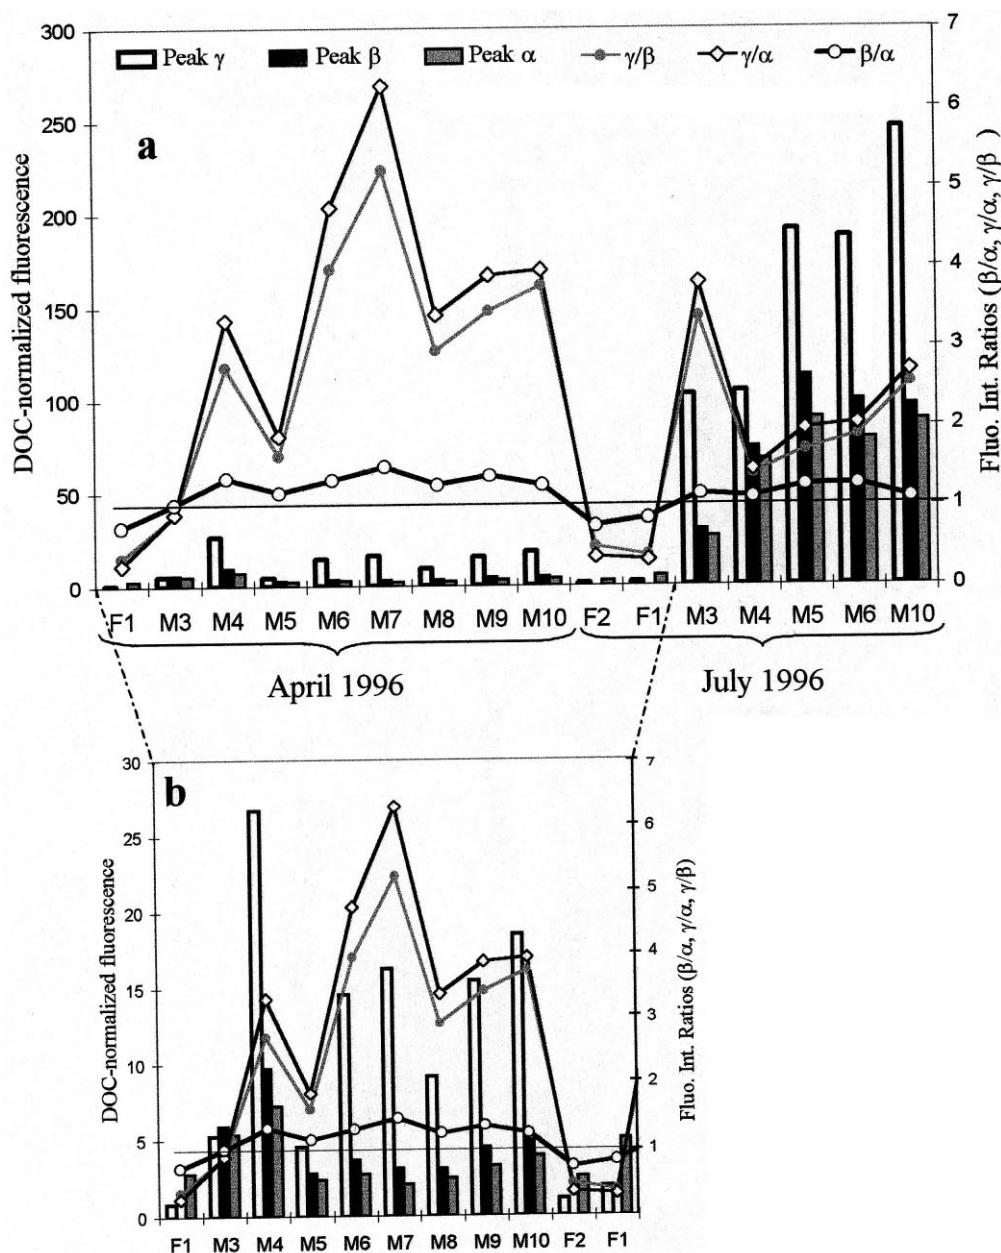 Peak γ Peak β Peak α γ/β γ/α β/α
a
300
250
200
150
100
50
0
DOC-normalized fluorescence
7
6
5
4
3
2
1
0
Fluo. Int. Ratios (β/α, γ/α, γ/β )
F1 M3 M4 M5 M6 M7 M8 M9 M10 F2 F1 M3 M4 M5 M6 M10
April 1996
July 1996
b
30
25
20
15
10
5
0
DOC-normalized fluorescence
7
6
5
4
3
2
1
0
Fluo. Int. Ratios (β/α, γ/α, γ/β)
F1 M3 M4 M5 M6 M7 M8 M9 M10 F2 F1